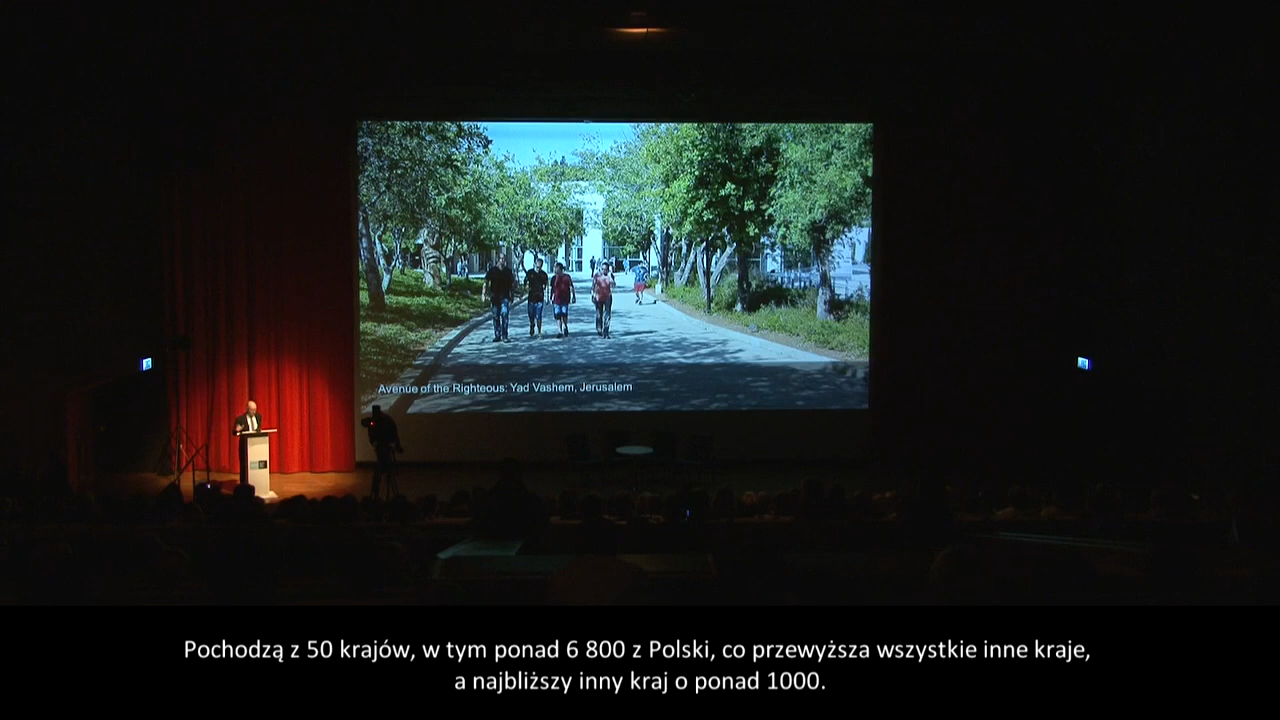 Avenue of the Righteous: Yad Vashem, Jerusalem
Pochodzą z 50 krajów, w tym ponad 6 800 z Polski, co przewyższa wszystkie inne kraje,
a najbliższy inny kraj o ponad 1000.